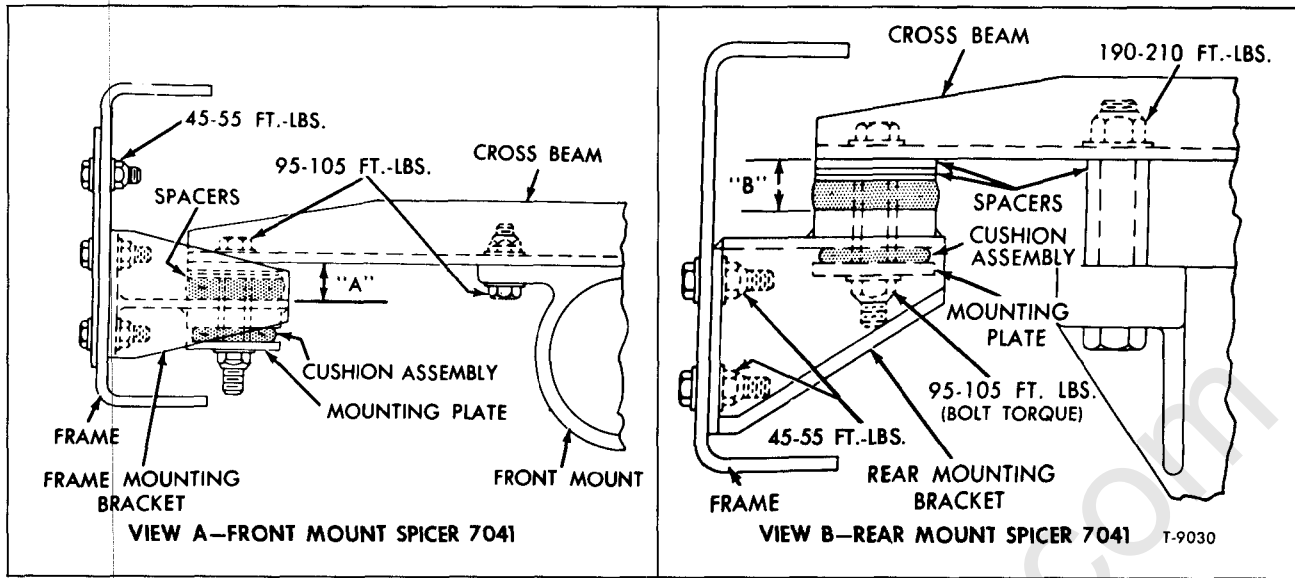 45-55 FT.-LBS.
95-105 FT.-LBS.
CROSS BEAM
SPACERS
"A"
CUSHION ASSEMBLY
MOUNTING PLATE
FRAME
FRONT MOUNT
FRAME MOUNTING
BRACKET
VIEW A—FRONT MOUNT SPICER 7041
CROSS BEAM
190-210 FT.-LBS.
"B"
SPACERS
CUSHION
ASSEMBLY
MOUNTING
PLATE
95-105 FT. LBS.
(BOLT TORQUE)
45-55 FT.-LBS.
REAR MOUNTING
BRACKET
FRAME
VIEW B—REAR MOUNT SPICER 7041
T-9030
com